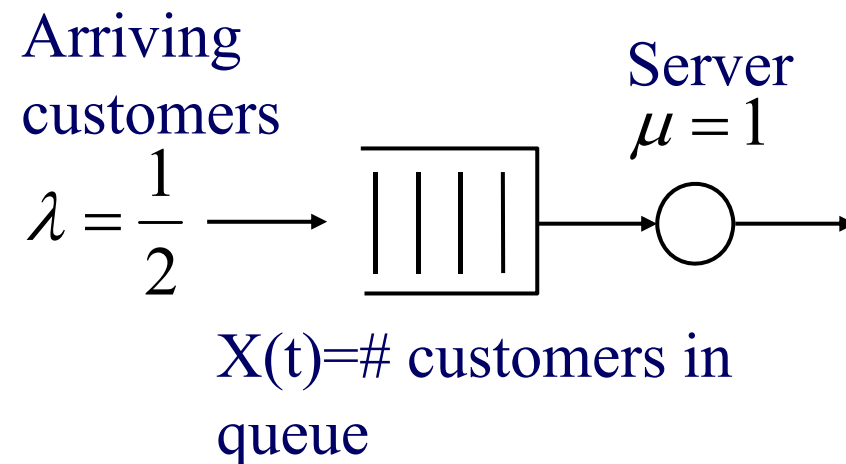 Arriving
customers
λ = 1/2
Server
μ = 1
X(t)=# customers in
queue